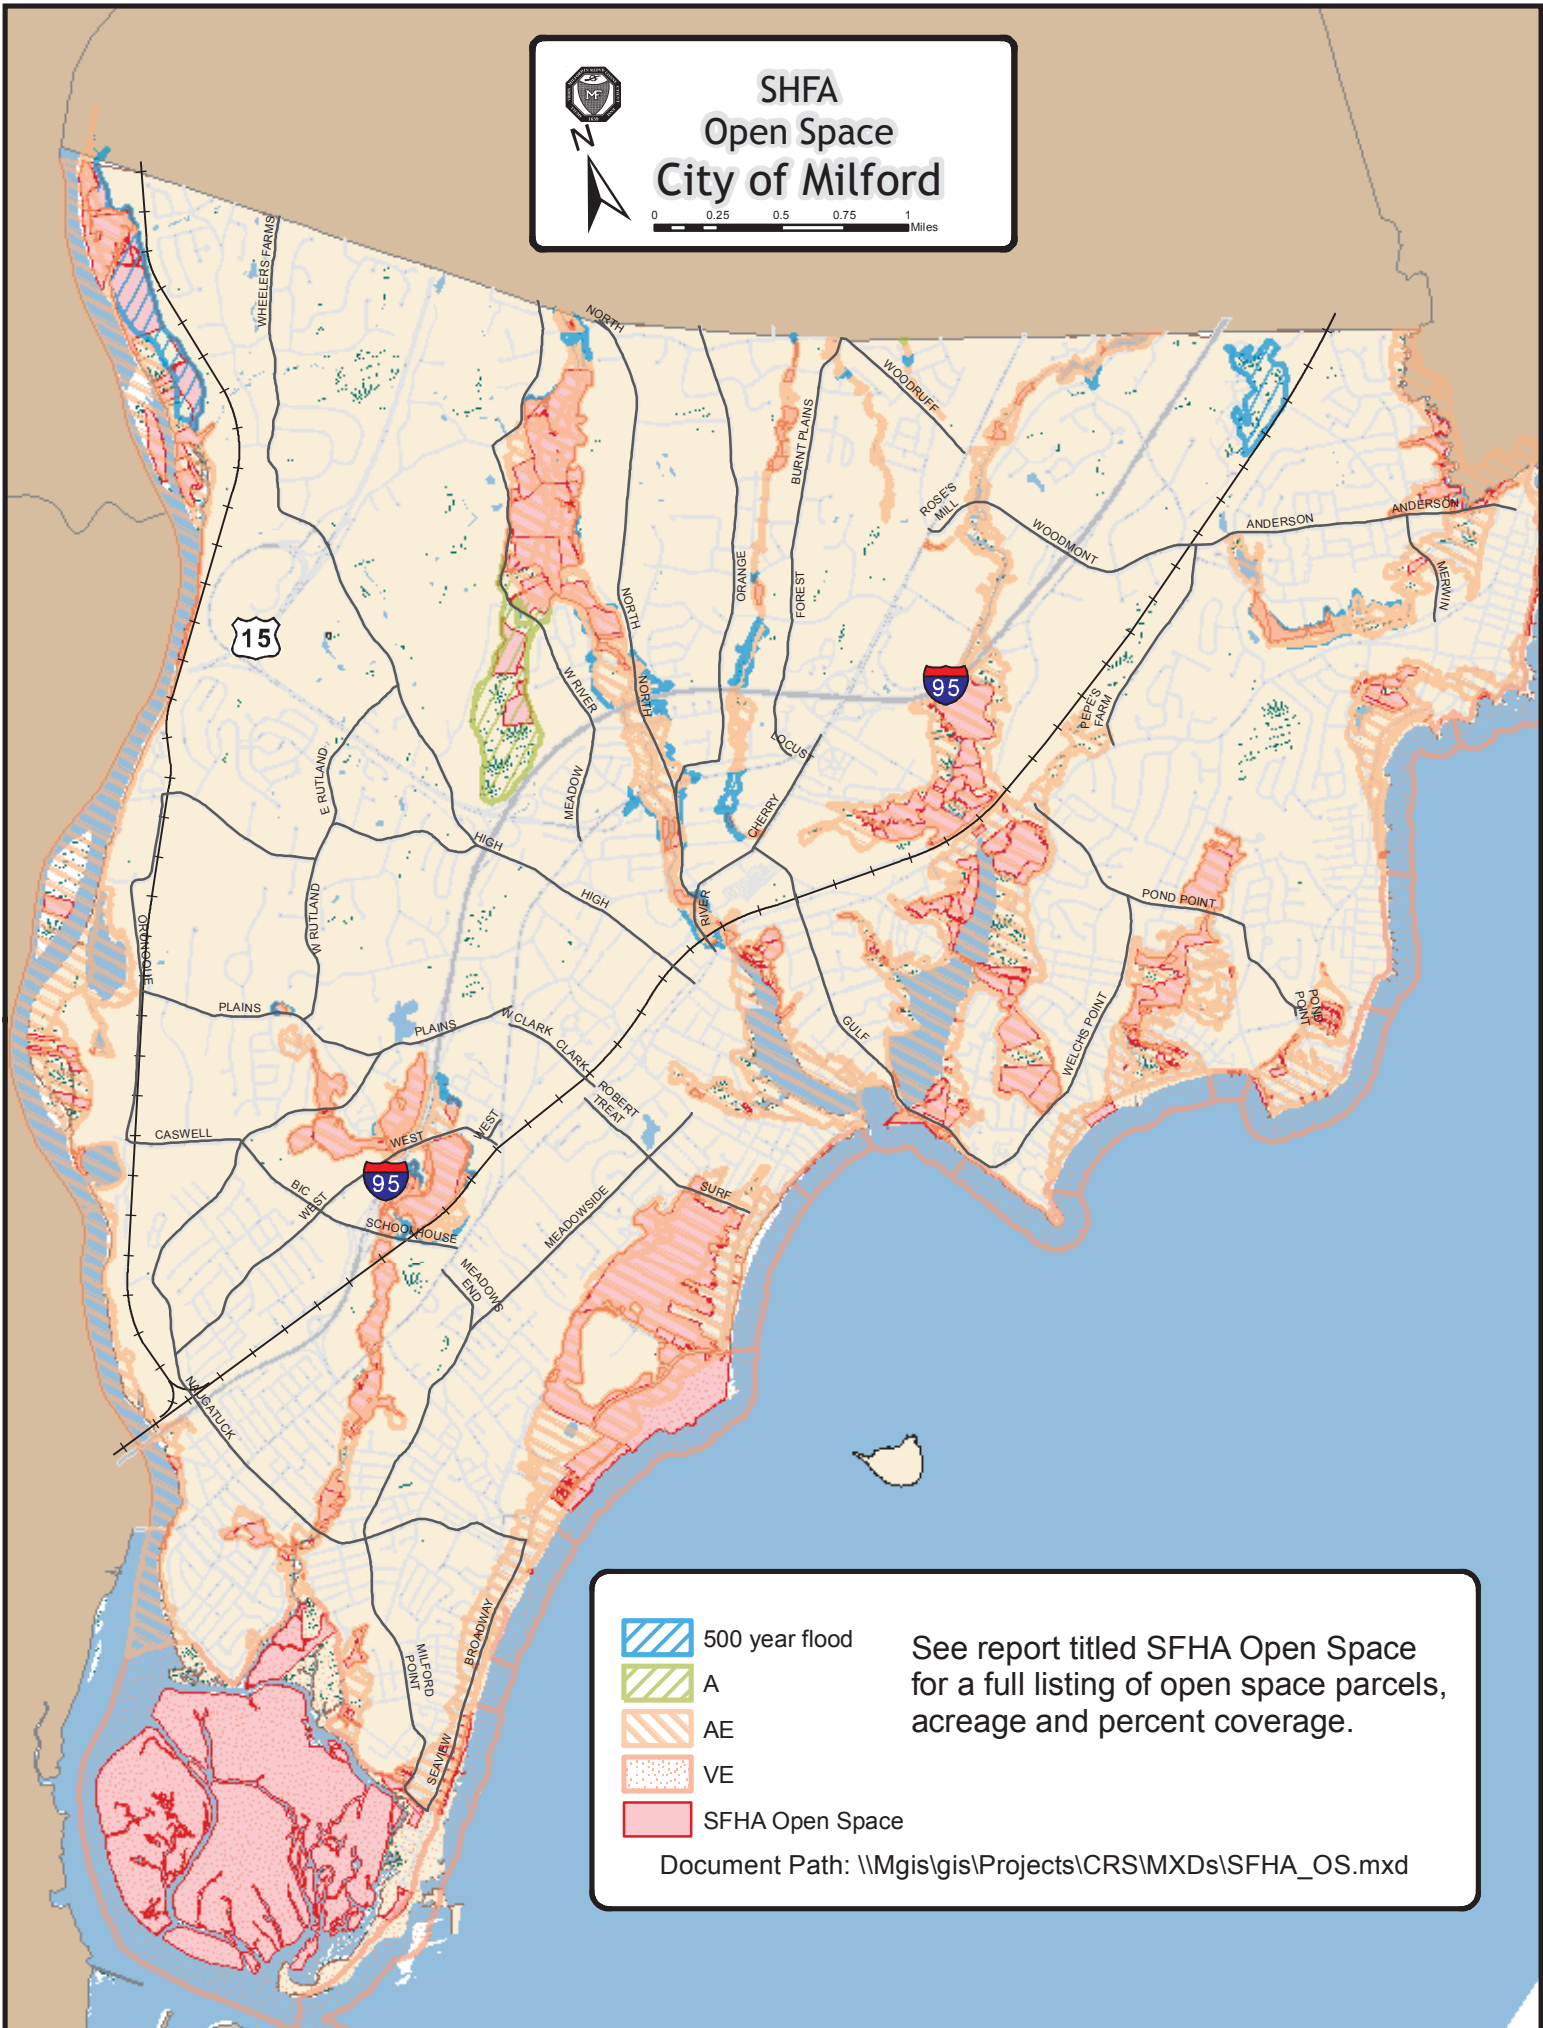 SHFA
Open Space
City of Milford
N
MF
1639
0 0.25 0.5 0.75 1
Miles
WHEELERS FARMS
NORTH
WOODRUFF
BURNT PLAINS
ROSE'S
MILL
WOODMONT
ANDERSON
ANDERSON
MERWIN
ORANGE
FOREST
NORTH
15
W RIVER
NORTH
95
PEPE'S
FARM
LOCUST
E RUTLAND
MEADOW
CHERRY
HIGH
HIGH
RIVER
POND POINT
W RUTLAND
ORONOQUE
PLAINS
PLAINS
W CLARK
CLARK
GULF
WELCHS POINT
POND
POINT
ROBERT
TREAT
CASWELL
WEST
WEST
95
BIC
WEST
SCHOOLHOUSE
MEADOWSIDE
SURF
MEADOWS
END
NAUGATUCK
BROADWAY
MILFORD
POINT
SEAVIEW
500 year flood
A
AE
VE
SFHA Open Space
See report titled SFHA Open Space
for a full listing of open space parcels,
acreage and percent coverage.
Document Path: \\Mgis\gis\Projects\CRS\MXDs\SFHA_OS.mxd